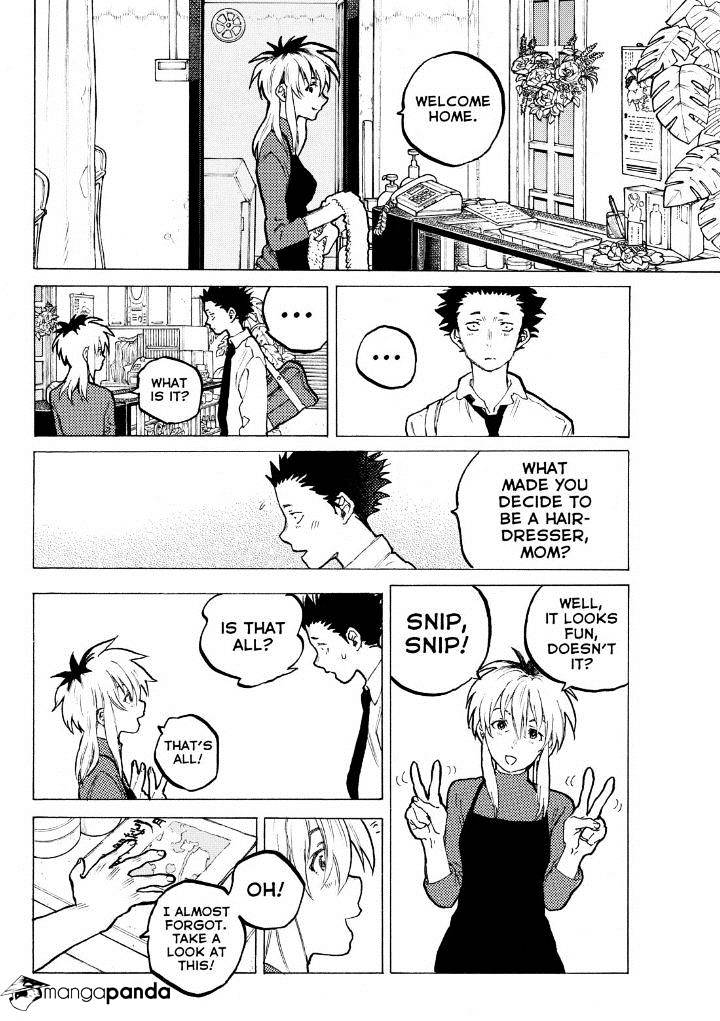 WELCOME
HOME.
...
...
WHAT
IS IT?
WHAT
MADE YOU
DECIDE TO
BE A HAIR-
DRESSER,
MOM?
WELL,
IT LOOKS
FUN,
DOESN'T
IT?
SNIP,
SNIP!
IS THAT
ALL?
THAT'S
ALL!
OH!
I ALMOST
FORGOT.
TAKE A
LOOK AT
THIS!
mangapanda